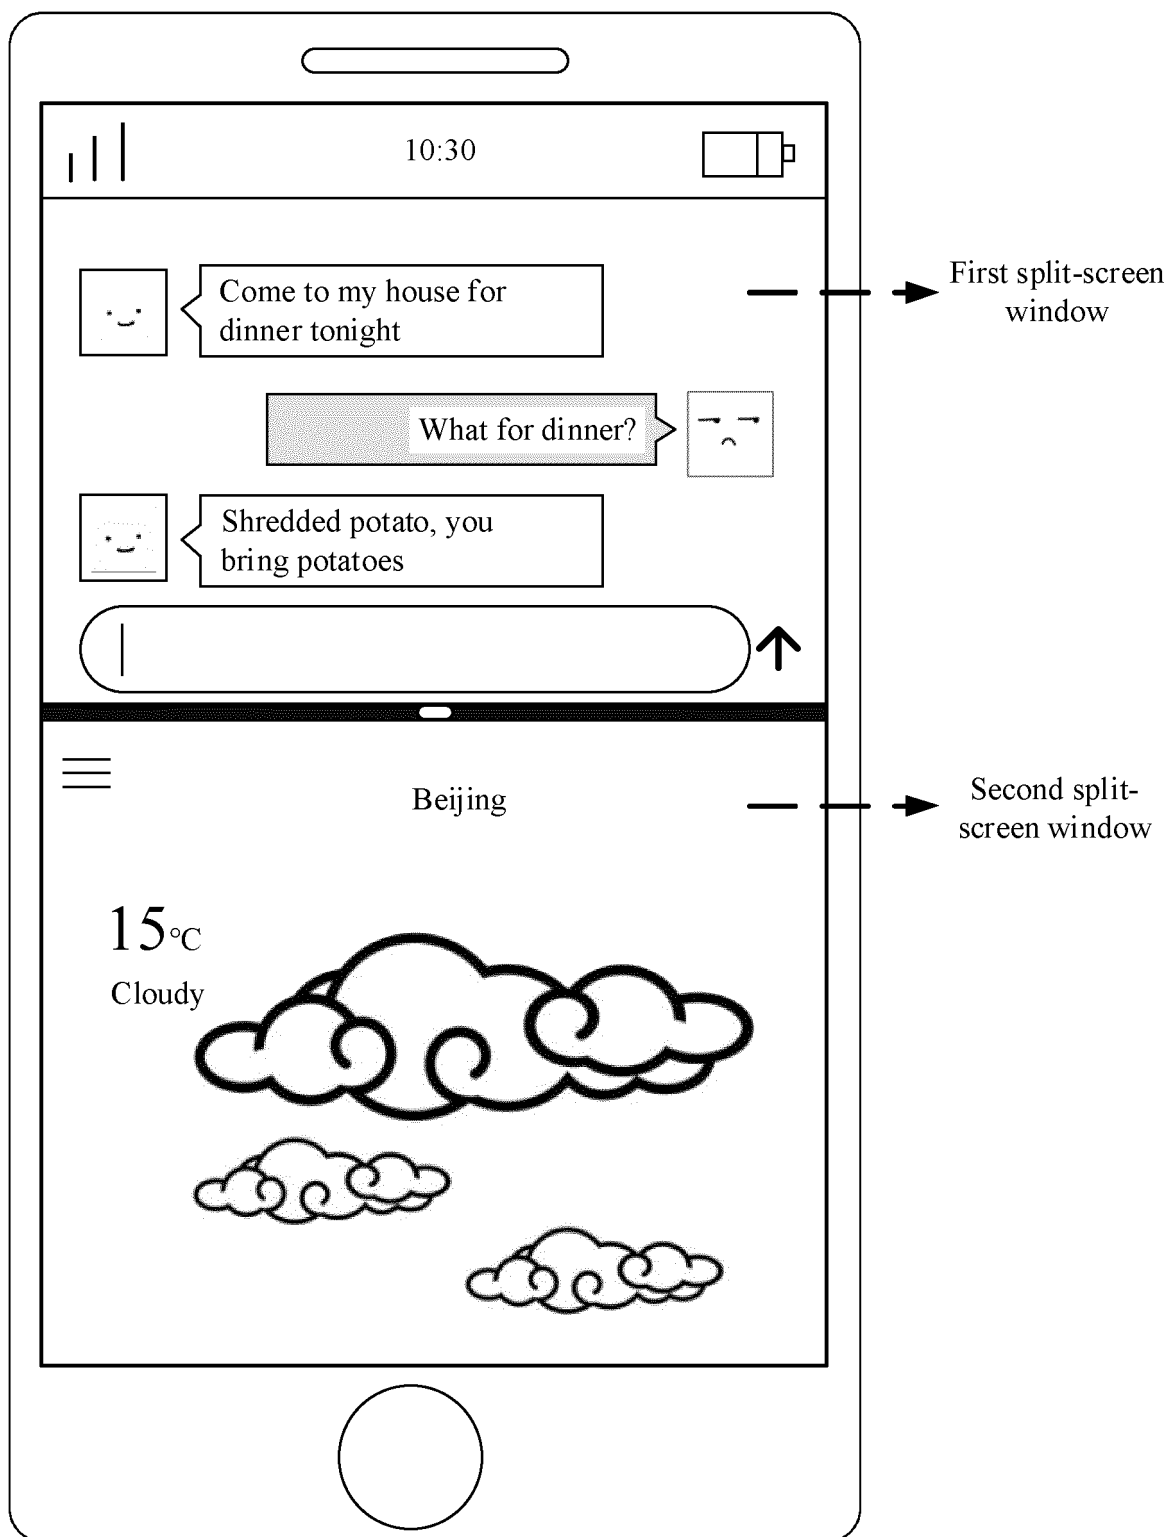 10:30
Come to my house for
dinner tonight
First split-screen
window
What for dinner?
Shredded potato, you
bring potatoes
Beijing
Second split-
screen window
15°C
Cloudy